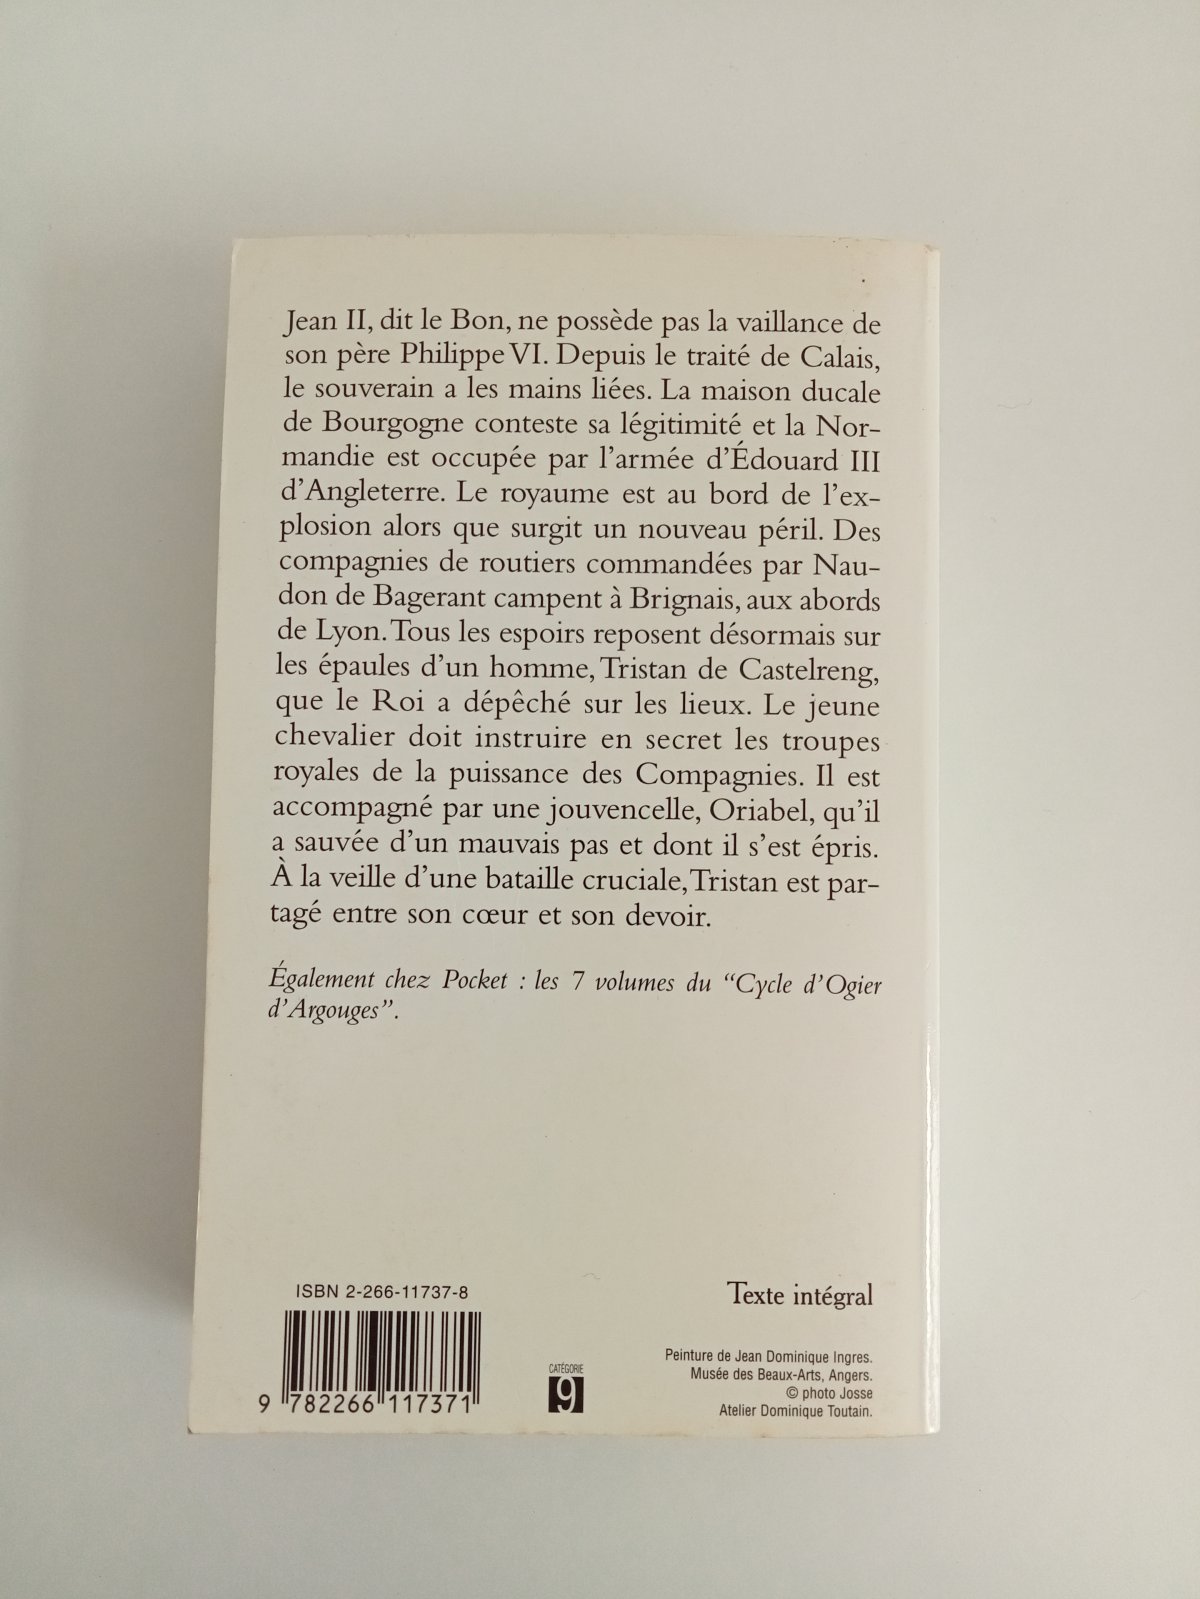 Jean II, dit le Bon, ne possède pas la vaillance de
son père Philippe VI. Depuis le traité de Calais,
le souverain a les mains liées. La maison ducale
de Bourgogne conteste sa légitimité et la Nor-
mandie est occupée par l'armée d'Édouard III
d'Angleterre. Le royaume est au bord de l'ex-
plosion alors que surgit un nouveau péril. Des
compagnies de routiers commandées par Nau-
don de Bagerant campent à Brignais, aux abords
de Lyon. Tous les espoirs reposent désormais sur
les épaules d'un homme, Tristan de Castelreng,
que le Roi a dépêché sur les lieux. Le jeune
chevalier doit instruire en secret les troupes
royales de la puissance des Compagnies. Il est
accompagné par une jouvencelle, Oriabel, qu'il
a sauvée d'un mauvais pas et dont il s'est épris.
À la veille d'une bataille cruciale, Tristan est par-
tagé entre son cœur et son devoir.
Également chez Pocket : les 7 volumes du “Cycle d'Ogier
d'Argouges”.
ISBN 2-266-11737-8
9 782266 117371
CATÉGORIE
9
Texte intégral
Peinture de Jean Dominique Ingres.
Musée des Beaux-Arts, Angers.
© photo Josse
Atelier Dominique Toutain.